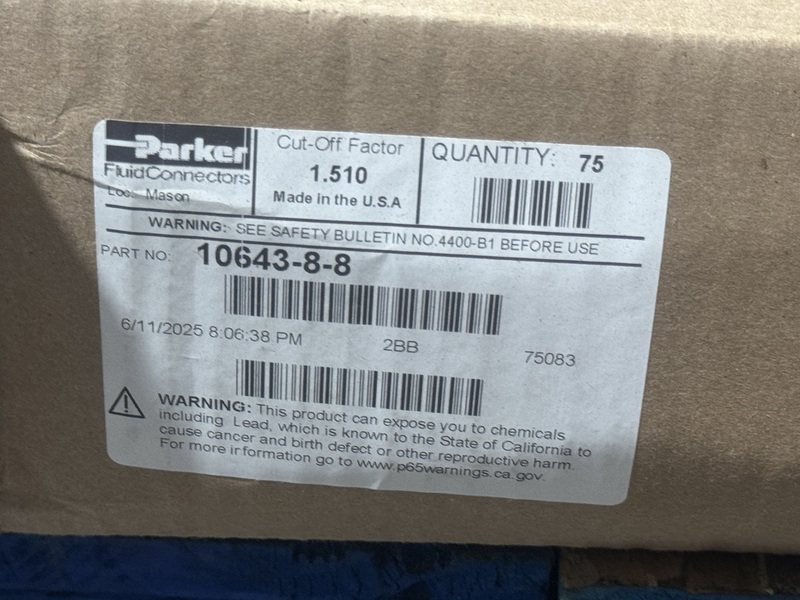 Parker
FluidConnectors
Loc: Mason
Cut-Off Factor
1.510
Made in the U.S.A
QUANTITY: 75
WARNING: SEE SAFETY BULLETIN NO.4400-B1 BEFORE USE
PART NO: 10643-8-8
6/11/2025 8:06:38 PM 2BB 75083
WARNING: This product can expose you to chemicals
including Lead, which is known to the State of California to
cause cancer and birth defect or other reproductive harm.
For more information go to www.p65warnings.ca.gov.